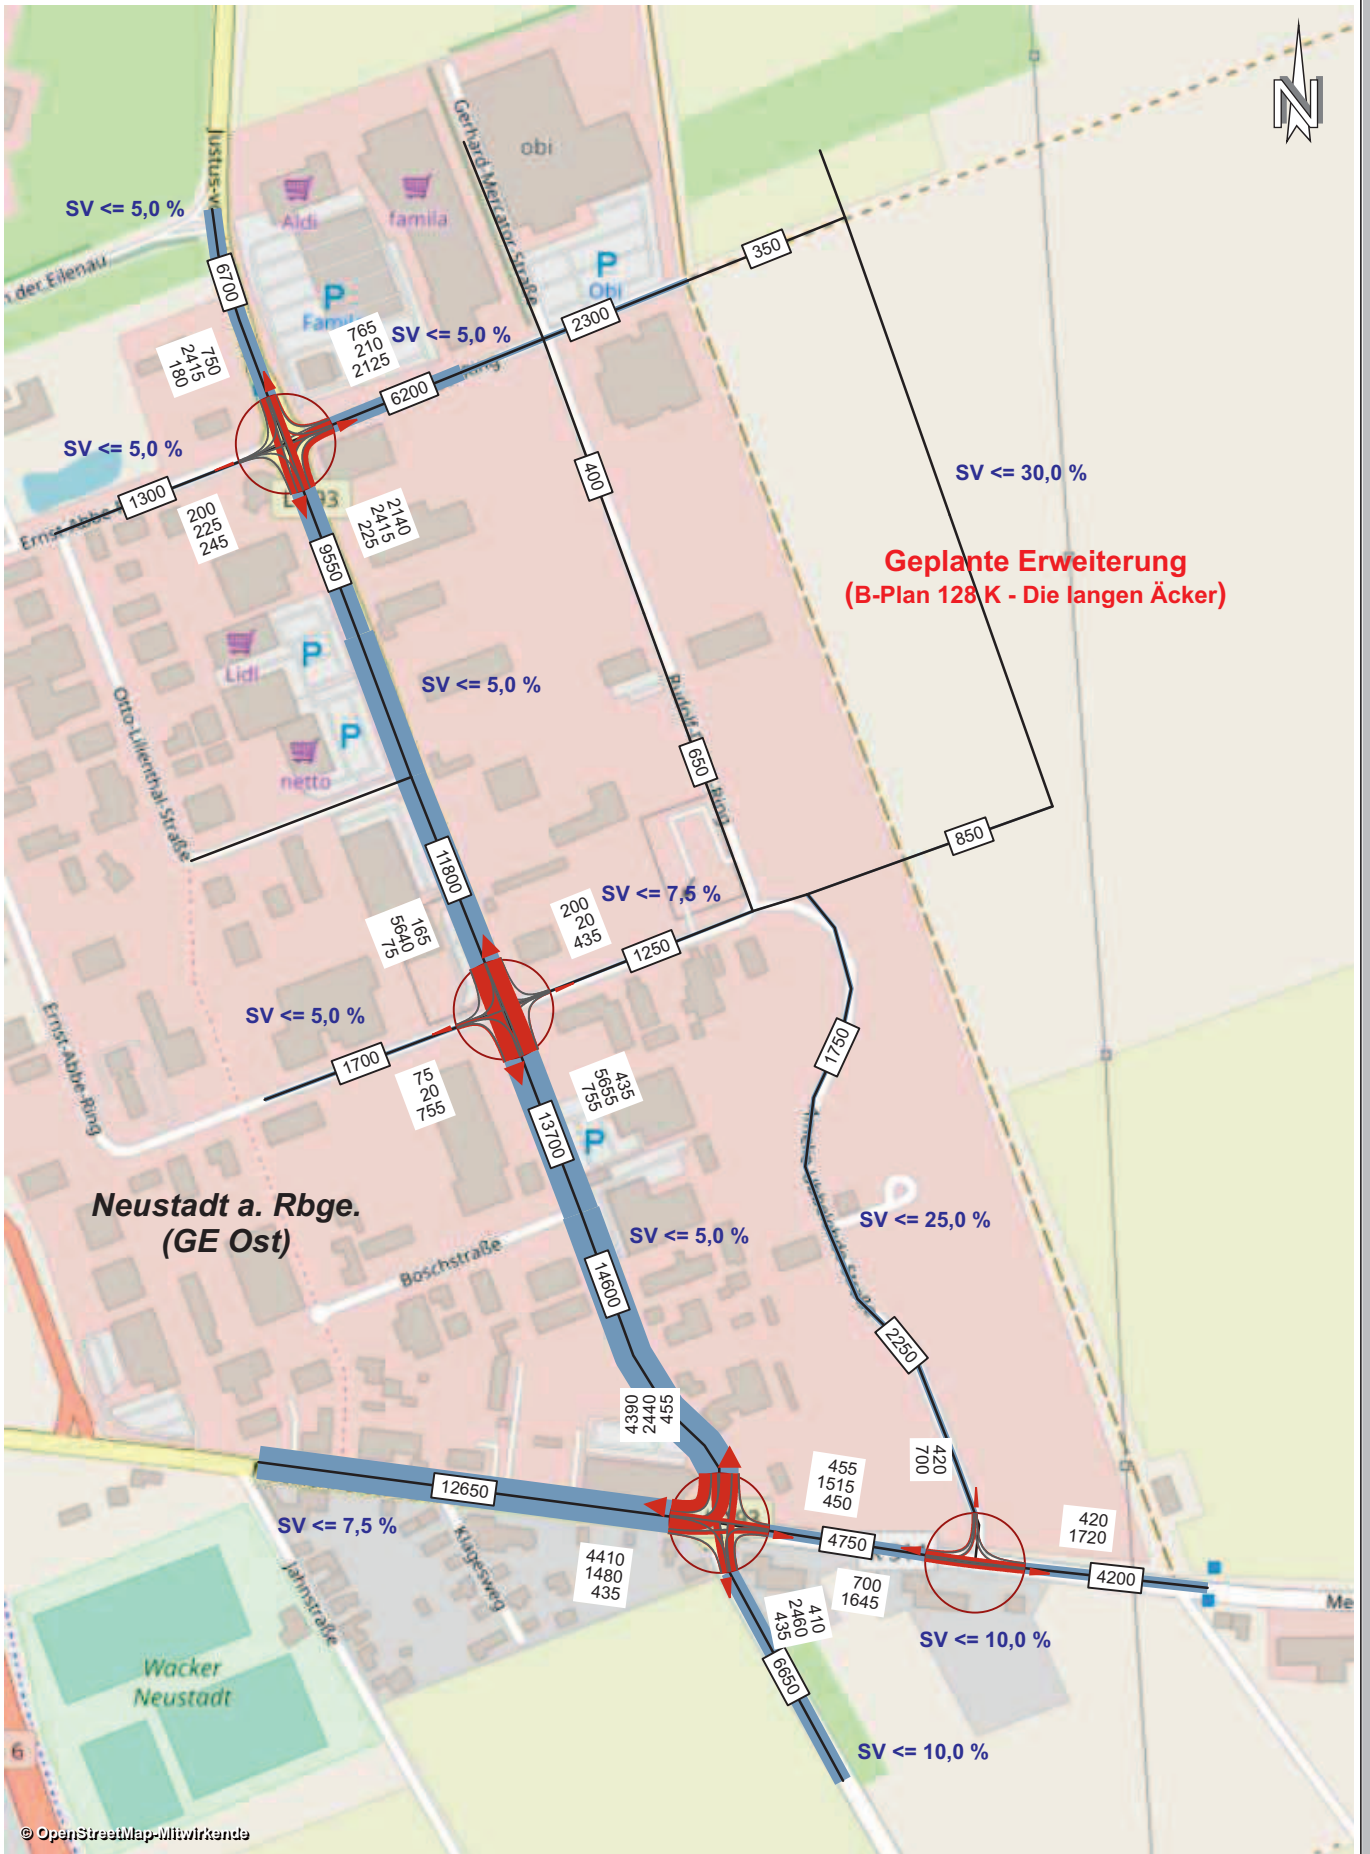 N
Justus-v
Gerhard-Mercator-Straße
obi
SV <= 5,0 %
Aldi
famila
n der Eilenau
6700
P
Obi
350
P
Famila
750
2415
180
765
210
2125
SV <= 5,0 %
2300
6200
SV <= 5,0 %
1300
400
SV <= 30,0 %
200
225
245
2140
2415
225
9550
Geplante Erweiterung
(B-Plan 128 K - Die langen Äcker)
Lidl
P
SV <= 5,0 %
Otto-Lilienthal-Straße
P
netto
650
Ring
850
11800
165
5640
75
200
20
435
SV <= 7,5 %
1250
SV <= 5,0 %
1700
1750
Ernst-Abbe-Ring
75
20
755
435
5655
755
13700
P
Neustadt a. Rbge.
(GE Ost)
SV <= 25,0 %
SV <= 5,0 %
Boschstraße
14600
2250
4390
2440
455
455
1515
450
420
700
420
1720
12650
SV <= 7,5 %
4750
4200
Klagesweg
Jahnstraße
4410
1480
435
700
1645
410
2460
435
Me
SV <= 10,0 %
6650
Wacker
Neustadt
6
SV <= 10,0 %
© OpenStreetMap-Mitwirkende